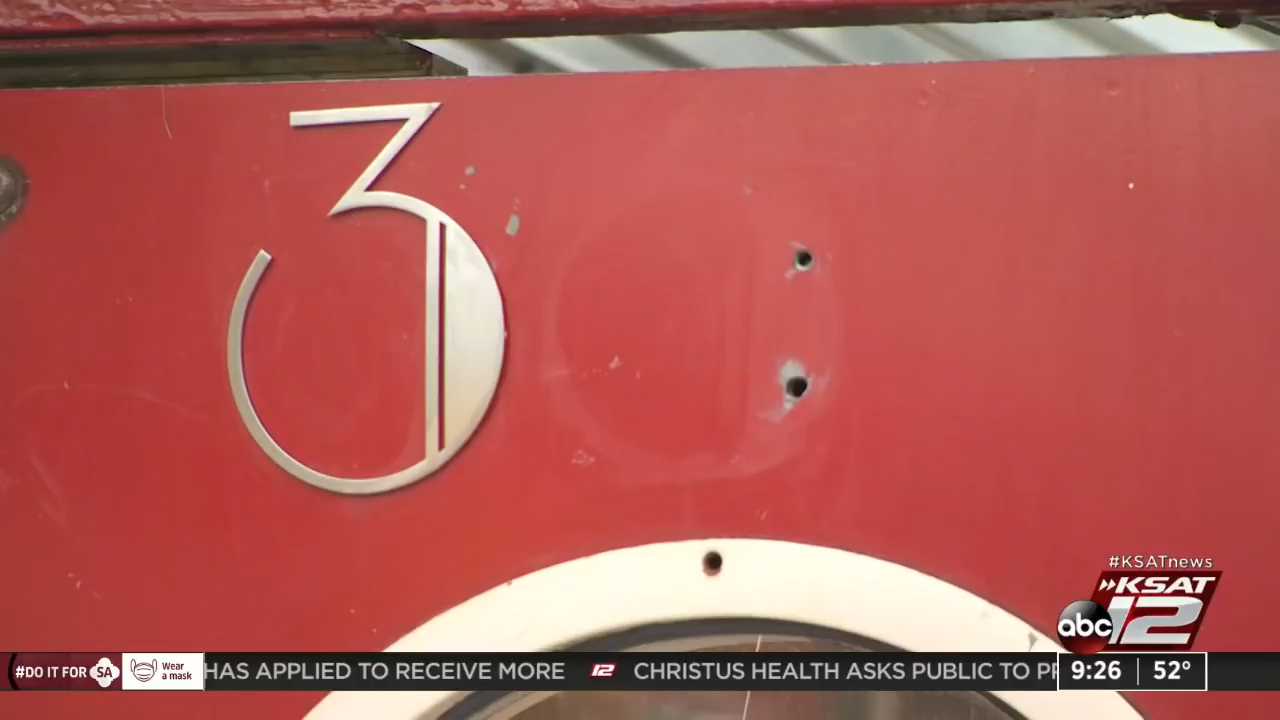 3
#KSATnews
KSAT
abc 12
#DO IT FOR SA
Wear
a mask
HAS APPLIED TO RECEIVE MORE 12 CHRISTUS HEALTH ASKS PUBLIC TO
9:26 52°